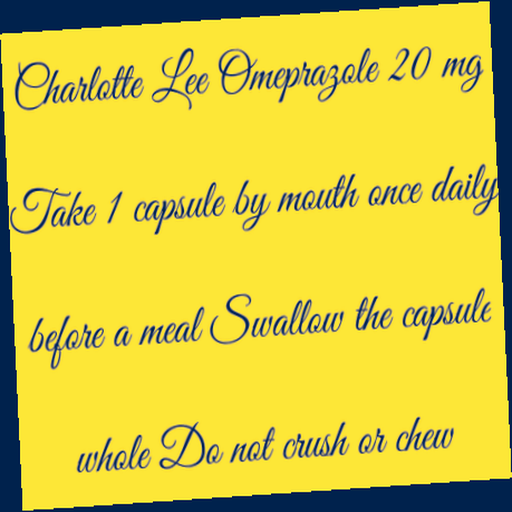 Charlotte Lee Omeprazole 20 mg
Take 1 capsule by mouth once daily
before a meal Swallow the capsule
whole Do not crush or chew